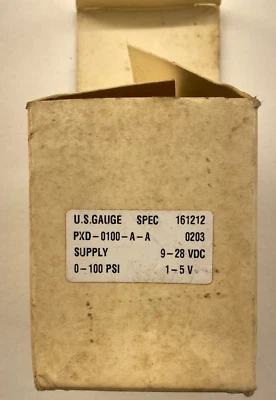 U.S.GAUGE SPEC 161212
PXD-0100-A-A 0203
SUPPLY 9-28 VDC
0-100 PSI 1-5 V